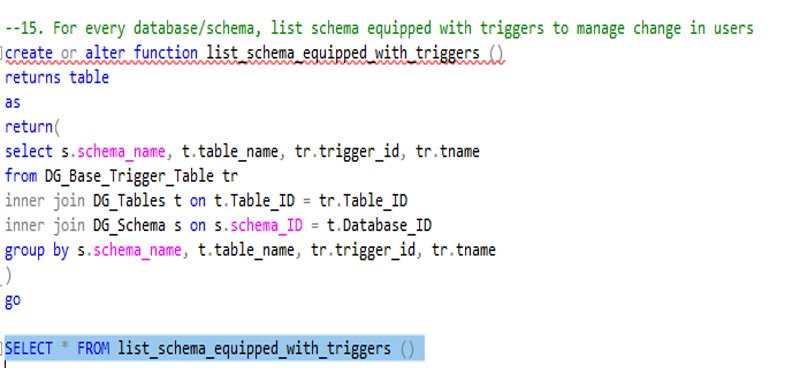 --15. For every database/schema, list schema equipped with triggers to manage change in users
create or alter function list_schema_equipped_with_triggers ()
returns table
as
return(
select s.schema_name, t.table_name, tr.trigger_id, tr.tname
from DG_Base_Trigger_Table tr
inner join DG_Tables t on t.Table_ID = tr.Table_ID
inner join DG_Schema s on s.schema_ID = t.Database_ID
group by s.schema_name, t.table_name, tr.trigger_id, tr.tname
)
go
SELECT * FROM list_schema_equipped_with_triggers ()